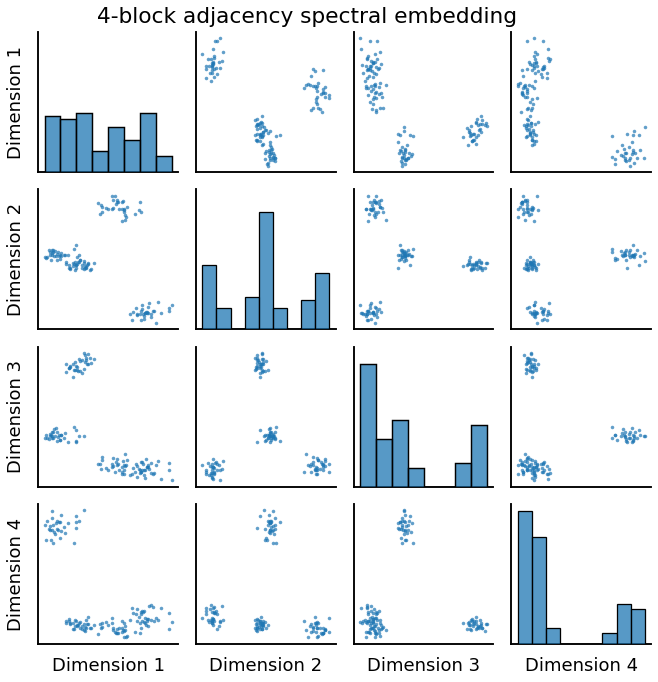 4-block adjacency spectral embedding
Dimension 1
Dimension 2
Dimension 3
Dimension 4
Dimension 1 Dimension 2 Dimension 3 Dimension 4